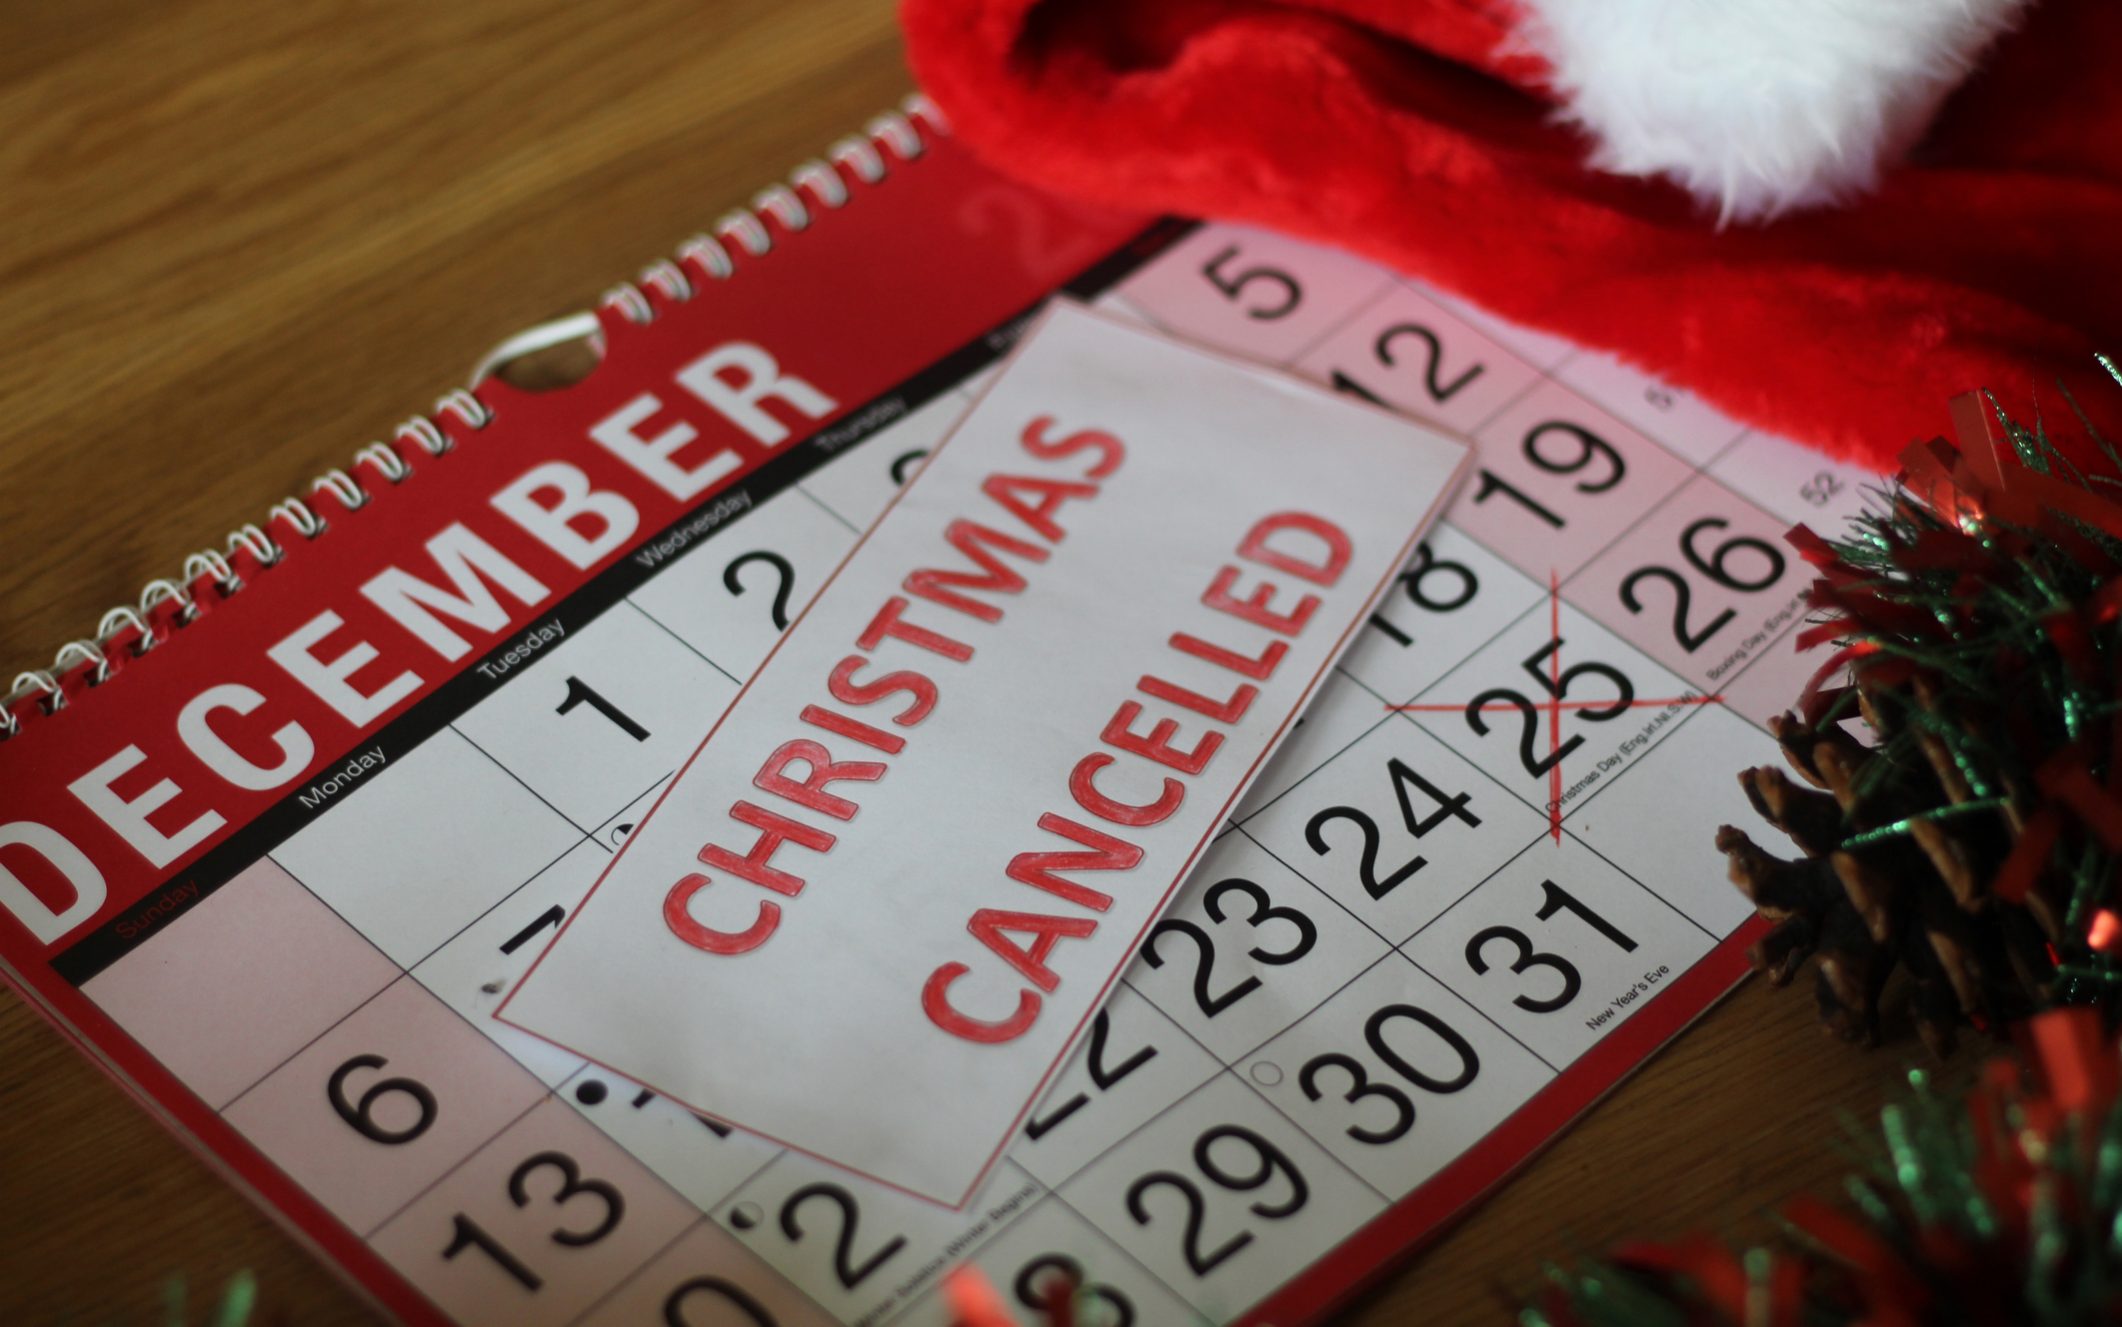 DECEMBER
Sunday
Monday
Tuesday
Wednesday
Thursday
CHRISTMAS
CANCELLED
1
2
5
6
12
13
18
19
22
23
24
25
Christmas Day (Eng.Irl.NI.S.W)
26
Boxing Day (Eng.Irl
29
30
31
New Year's Eve
52
Winter Solstice (Winter Begins)